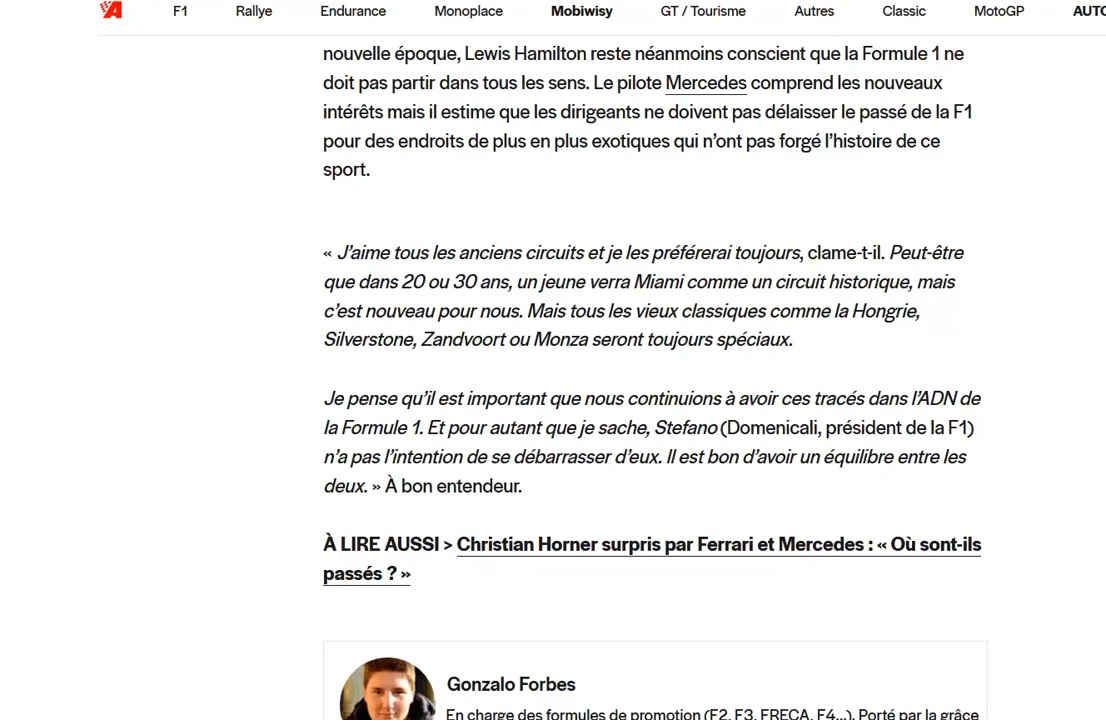 F1 Rallye Endurance Monoplace Mobiwisy GT / Tourisme Autres Classic MotoGP AUTO
nouvelle époque, Lewis Hamilton reste néanmoins conscient que la Formule 1 ne
doit pas partir dans tous les sens. Le pilote Mercedes comprend les nouveaux
intérêts mais il estime que les dirigeants ne doivent pas délaisser le passé de la F1
pour des endroits de plus en plus exotiques qui n’ont pas forgé l’histoire de ce
sport.
« J’aime tous les anciens circuits et je les préférerai toujours, clame-t-il. Peut-être
que dans 20 ou 30 ans, un jeune verra Miami comme un circuit historique, mais
c’est nouveau pour nous. Mais tous les vieux classiques comme la Hongrie,
Silverstone, Zandvoort ou Monza seront toujours spéciaux.
Je pense qu’il est important que nous continuions à avoir ces tracés dans l’ADN de
la Formule 1. Et pour autant que je sache, Stefano (Domenicali, président de la F1)
n’a pas l’intention de se débarrasser d’eux. Il est bon d’avoir un équilibre entre les
deux. » À bon entendeur.
À LIRE AUSSI > Christian Horner surpris par Ferrari et Mercedes : « Où sont-ils
passés ? »
Gonzalo Forbes
En charge des formules de promotion (F2, F3, FRECA, F4...). Porté par la grâce